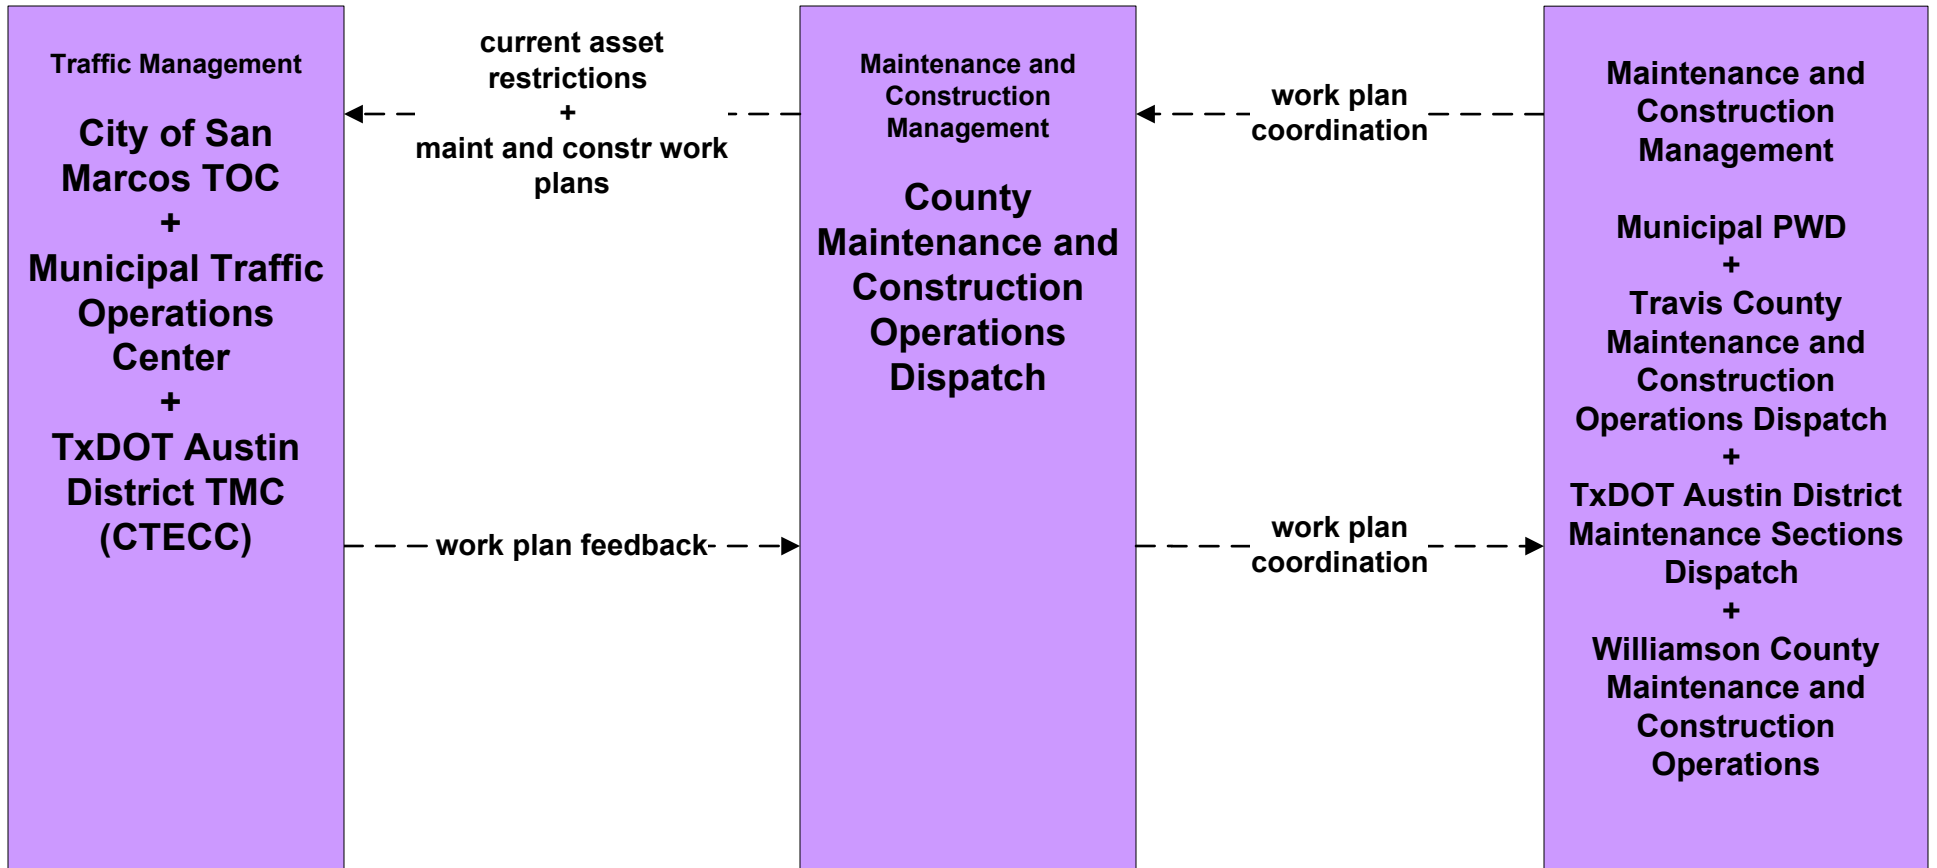 Traffic Management
City of San
Marcos TOC
+
Municipal Traffic
Operations
Center
+
TxDOT Austin
District TMC
(CTECC)
current asset
restrictions
+
maint and constr work
plans
work plan feedback
Maintenance and
Construction
Management
County
Maintenance and
Construction
Operations
Dispatch
work plan
coordination
work plan
coordination
Maintenance and
Construction
Management
Municipal PWD
+
Travis County
Maintenance and
Construction
Operations Dispatch
+
TxDOT Austin District
Maintenance Sections
Dispatch
+
Williamson County
Maintenance and
Construction
Operations